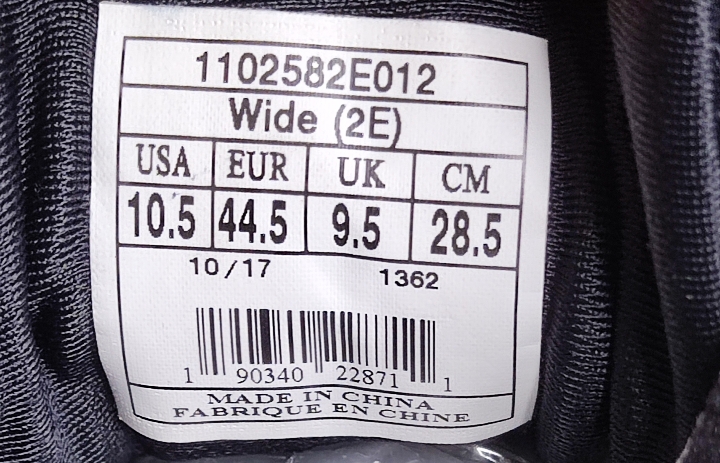 1102582E012
Wide (2E)
USA EUR UK CM
10.5 44.5 9.5 28.5
10/17 1362
1 90340 22871 1
MADE IN CHINA
FABRIQUE EN CHINE